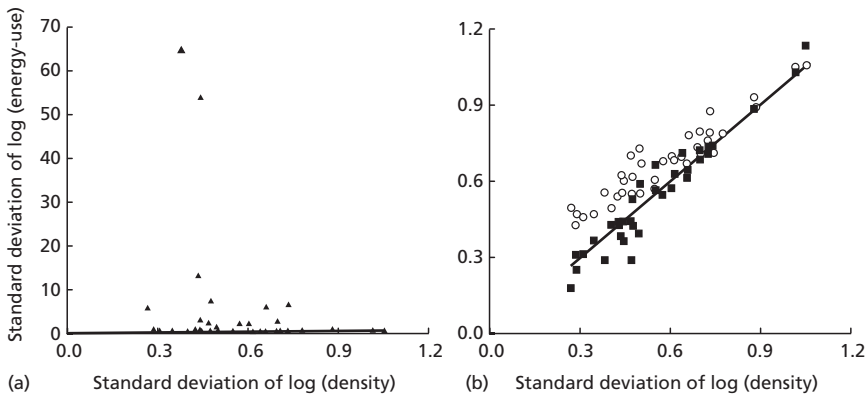 Standard deviation of log (energy-use)
70
60
50
40
30
20
10
0
0.0 0.3 0.6 0.9 1.2
(a) Standard deviation of log (density)
1.2
0.9
0.6
0.3
0.0
0.0 0.3 0.6 0.9 1.2
(b) Standard deviation of log (density)